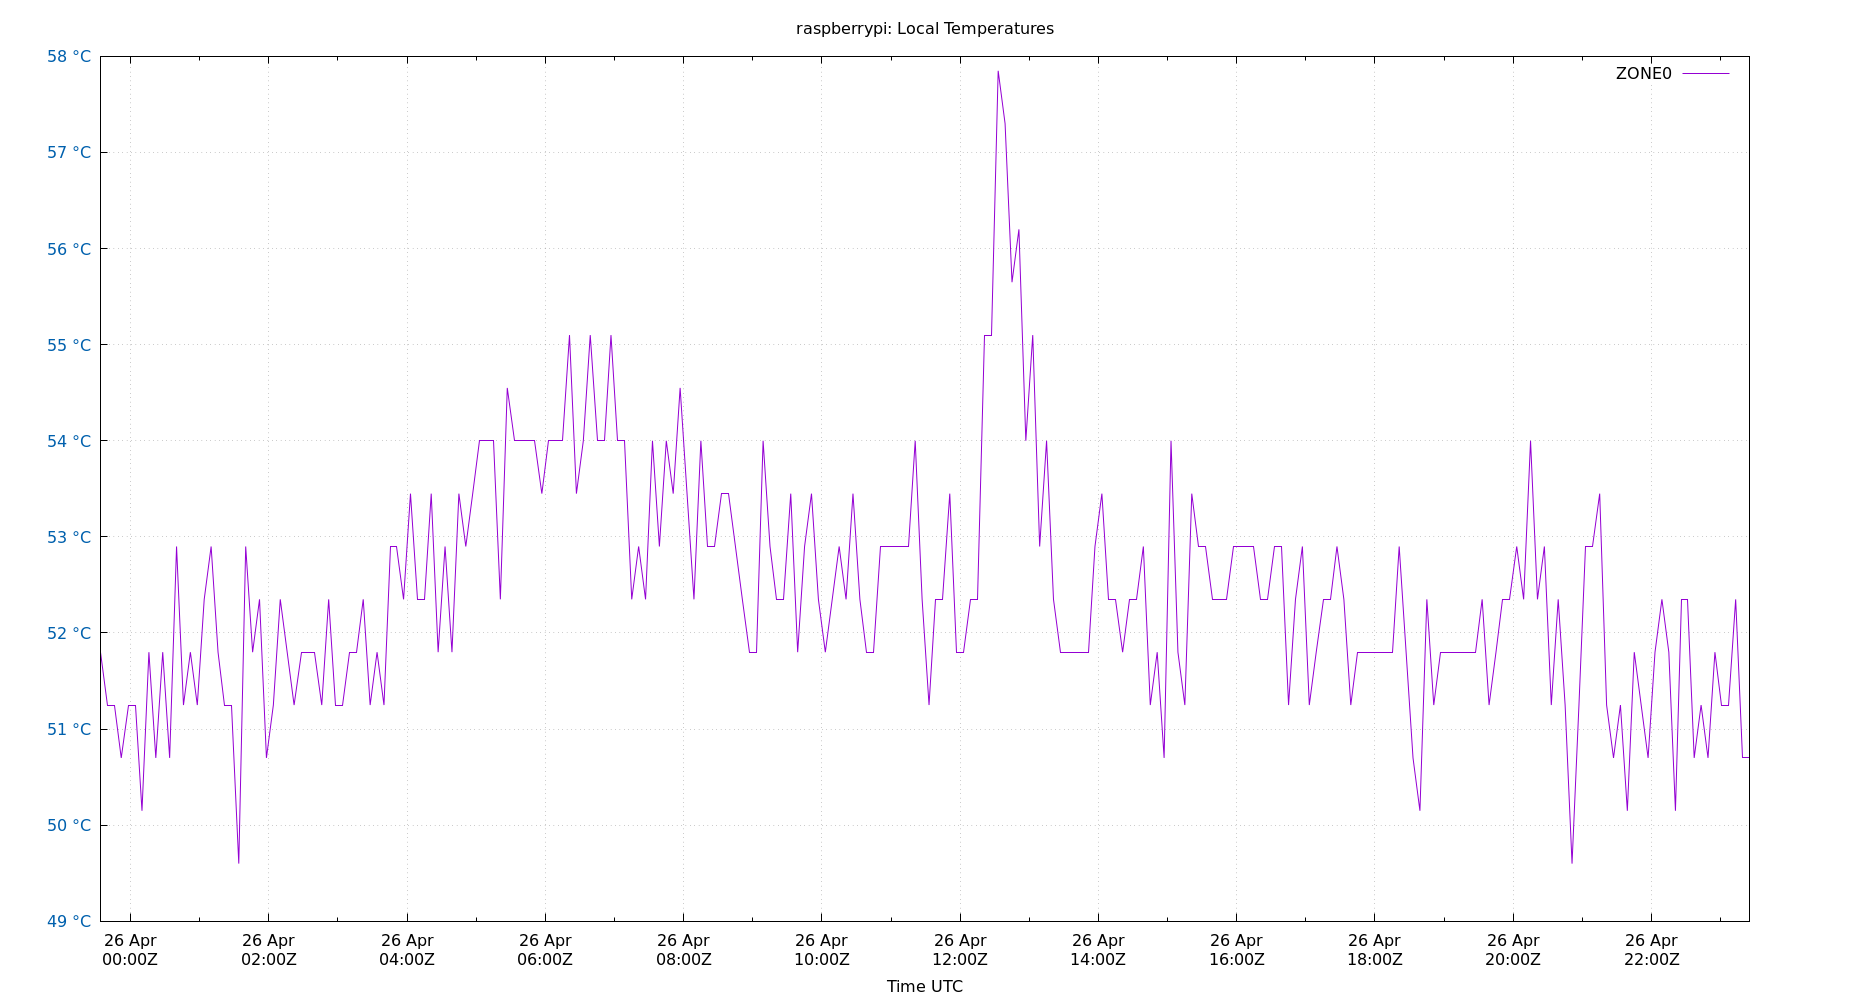 raspberrypi: Local Temperatures
58 °C
ZONE0
57 °C
56 °C
55 °C
54 °C
53 °C
52 °C
51 °C
50 °C
49 °C
26 Apr 26 Apr 26 Apr 26 Apr 26 Apr 26 Apr 26 Apr 26 Apr 26 Apr 26 Apr 26 Apr 26 Apr
00:00Z 02:00Z 04:00Z 06:00Z 08:00Z 10:00Z 12:00Z 14:00Z 16:00Z 18:00Z 20:00Z 22:00Z
Time UTC